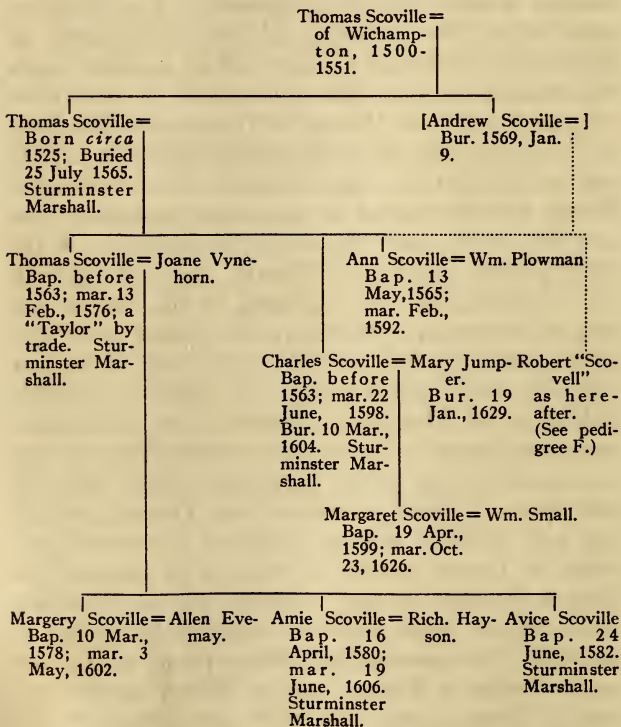 Thomas Scoville=
of Wichamp-
ton, 1500-
1551.
Thomas Scoville=
Born circa
1525; Buried
25 July 1565.
Sturminster
Marshall.
[Andrew Scoville=]
Bur. 1569, Jan.
9.
Thomas Scoville=
Bap. before
1563; mar. 13
Feb., 1576; a
"Taylor" by
trade. Stur-
minster Mar-
shall.
Joane Vyne-
horn.
Ann Scoville=
Bap. 13
May, 1565;
mar. Feb.,
1592.
Wm. Plowman
Charles Scoville=
Bap. before
1563; mar. 22
June, 1598.
Bur. 10 Mar.,
1604. Stur-
minster Mar-
shall.
Mary Jump-
er.
Bur. 19
Jan., 1629.
Robert "Sco-
vell"
as here-
after.
(See pedi-
gree F.)
Margaret Scoville=
Bap. 19 Apr.,
1599; mar. Oct.
23, 1626.
Wm. Small.
Margery Scoville=
Bap. 10 Mar.,
1578; mar. 3
May, 1602.
Allen Eve-
may.
Amie Scoville=
Bap. 16
April, 1580;
mar. 19
June, 1606.
Sturminster
Marshall.
Rich. Hay-
son.
Avice Scoville
Bap. 24
June, 1582.
Sturminster
Marshall.